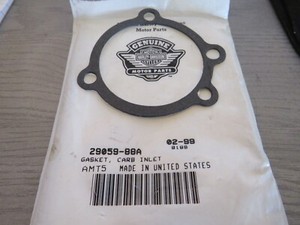 Motor Parts
GENUINE
MOTOR PARTS
29059-88A
02-99
GASKET, CARB INLET
AMTS MADE IN UNITED STATES